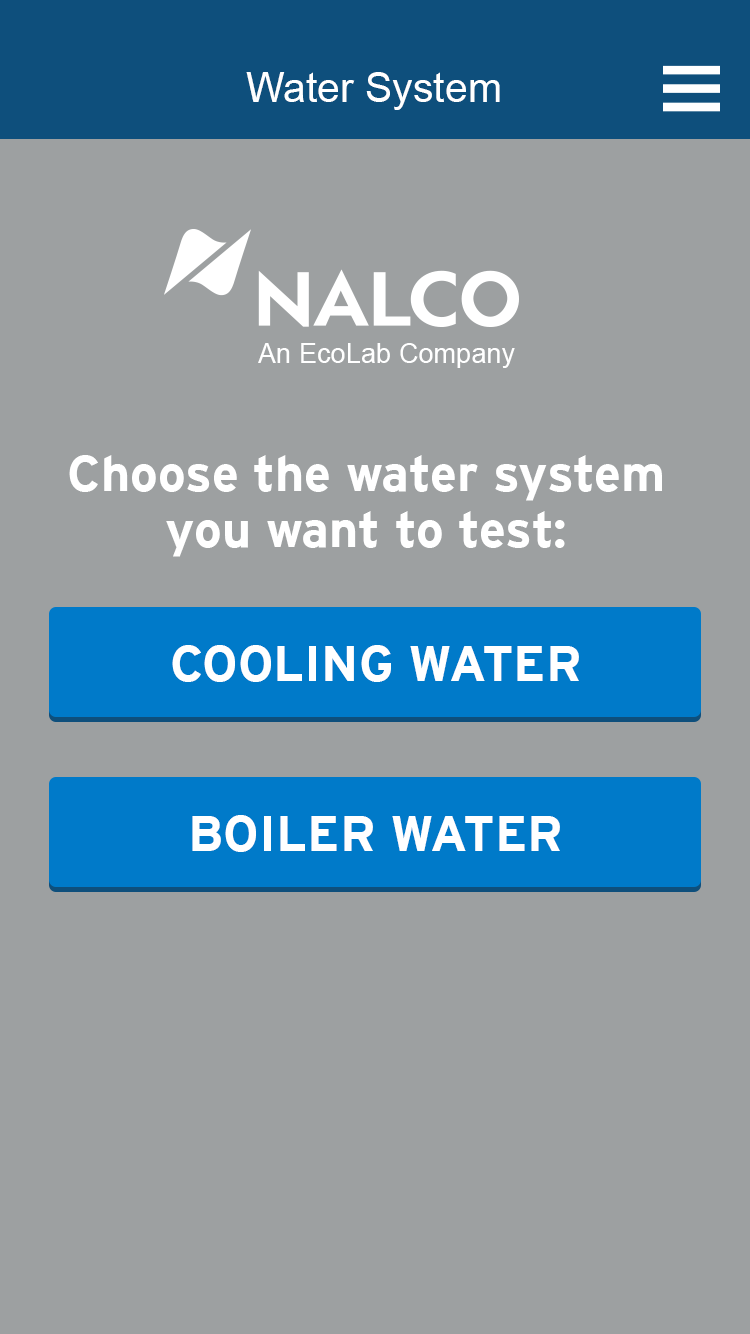 Water System
NALCO
An EcoLab Company
Choose the water system
you want to test:
COOLING WATER
BOILER WATER